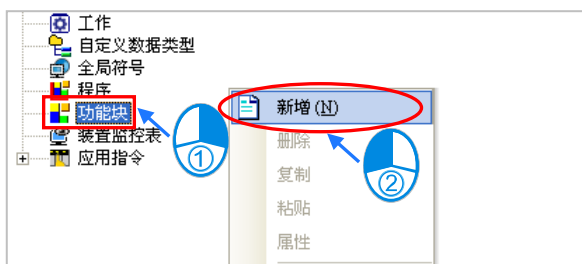 工作
自定义数据类型
全局符号
程序
功能块
装置监控表
应用指令
①
新增(N)
删除
复制
粘贴
属性
②